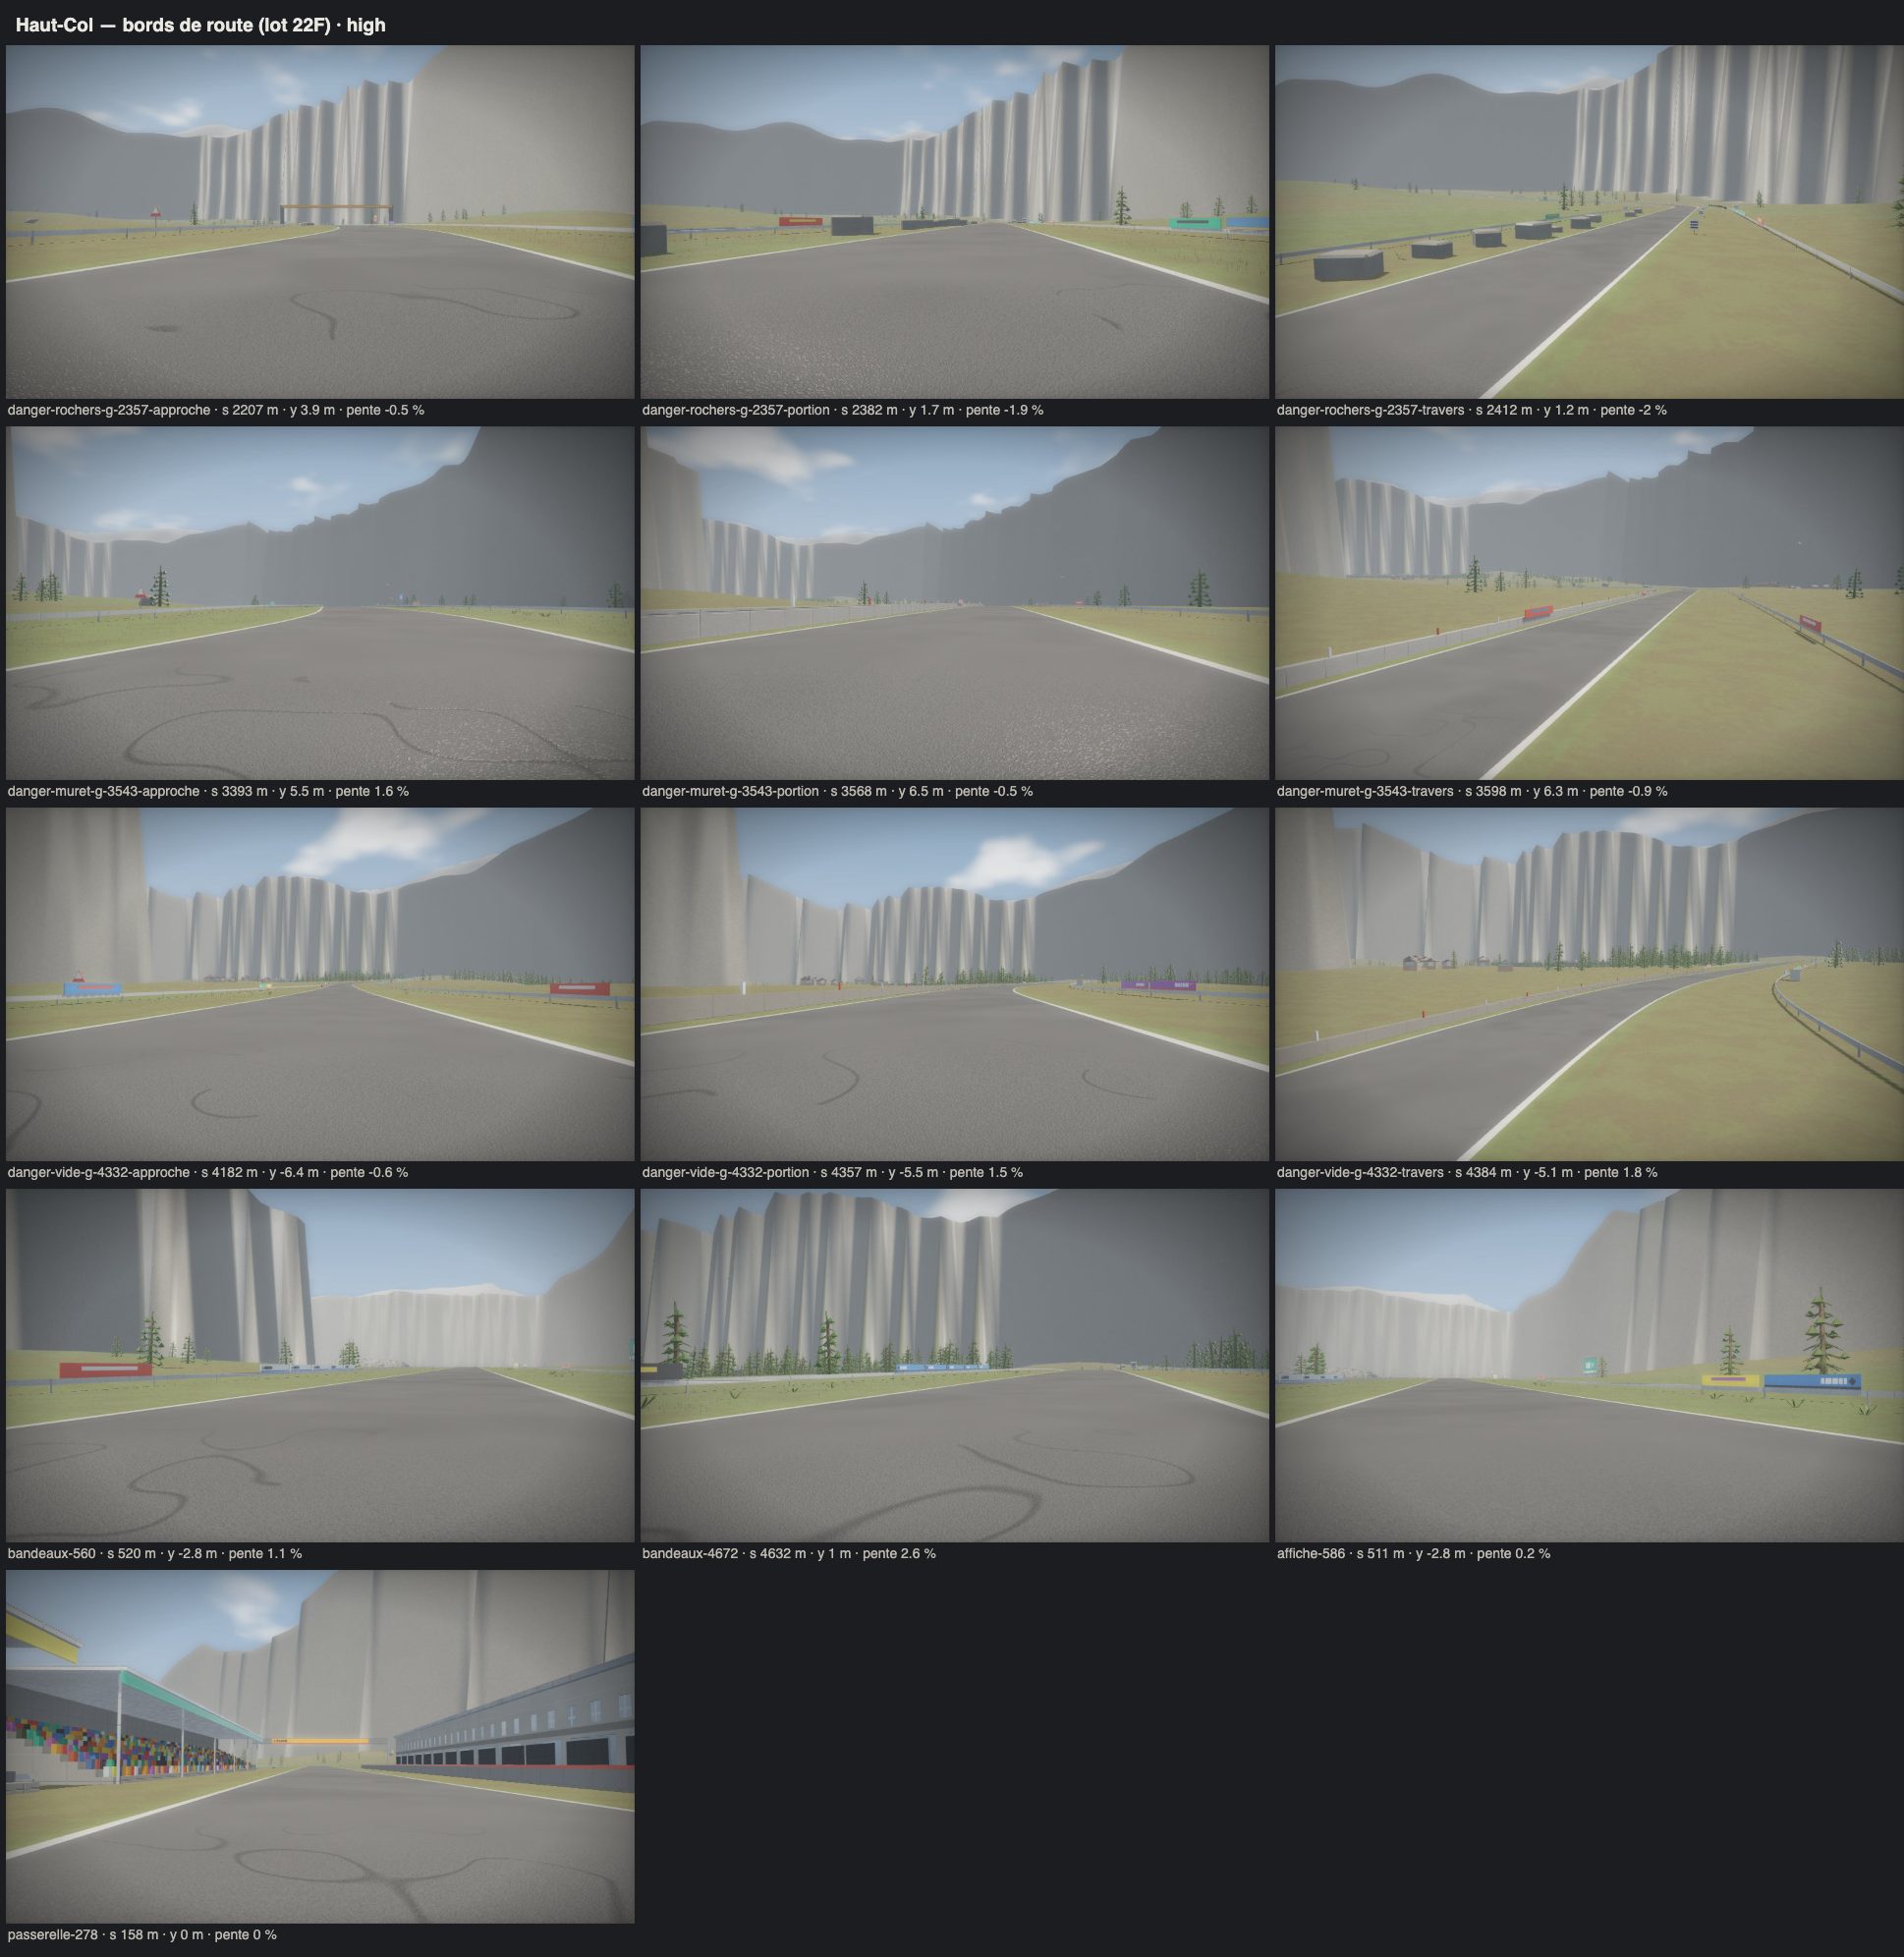 Haut-Col — bords de route (lot 22F) · high
danger-rochers-g-2357-approche · s 2207 m · y 3.9 m · pente -0.5 %
danger-rochers-g-2357-portion · s 2382 m · y 1.7 m · pente -1.9 %
danger-rochers-g-2357-travers · s 2412 m · y 1.2 m · pente -2 %
danger-muret-g-3543-approche · s 3393 m · y 5.5 m · pente 1.6 %
danger-muret-g-3543-portion · s 3568 m · y 6.5 m · pente -0.5 %
danger-muret-g-3543-travers · s 3598 m · y 6.3 m · pente -0.9 %
danger-vide-g-4332-approche · s 4182 m · y -6.4 m · pente -0.6 %
danger-vide-g-4332-portion · s 4357 m · y -5.5 m · pente 1.5 %
danger-vide-g-4332-travers · s 4384 m · y -5.1 m · pente 1.8 %
bandeaux-560 · s 520 m · y -2.8 m · pente 1.1 %
bandeaux-4672 · s 4632 m · y 1 m · pente 2.6 %
affiche-586 · s 511 m · y -2.8 m · pente 0.2 %
passerelle-278 · s 158 m · y 0 m · pente 0 %